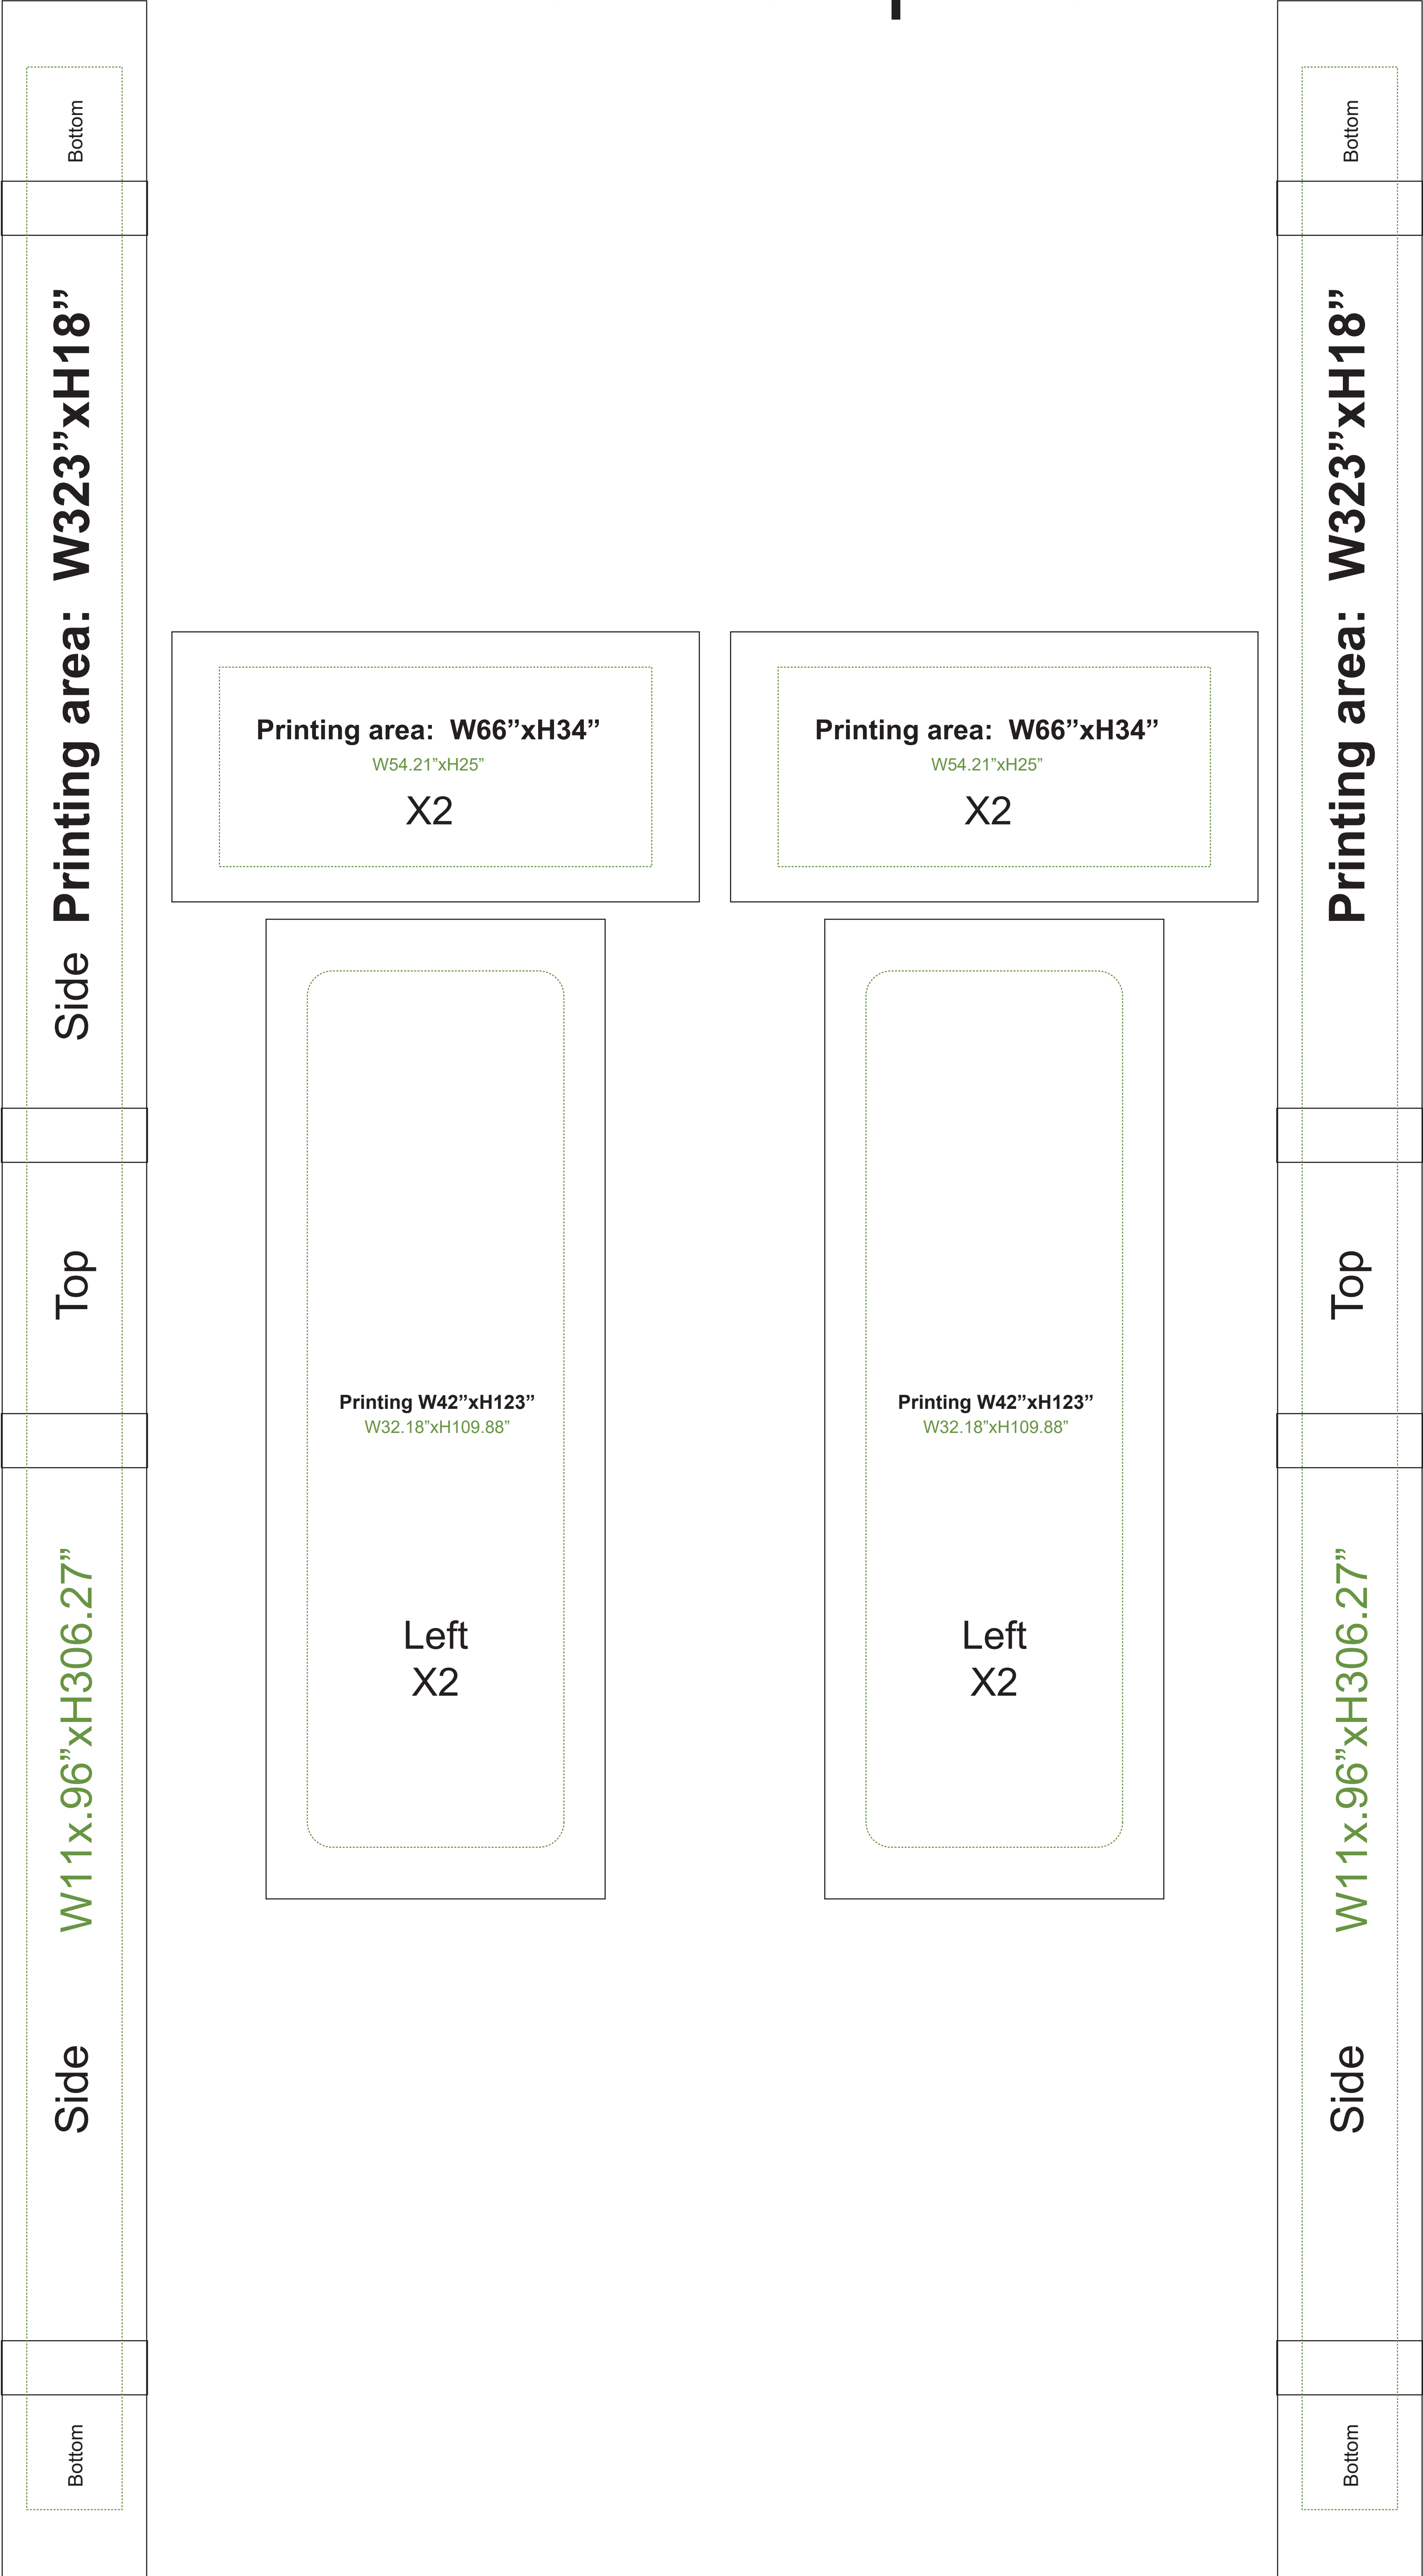 Bottom
Side Printing area:  W323”xH18”
Top
W11x.96”xH306.27”
Side
Bottom
Printing area:  W66”xH34”
W54.21”xH25”
X2
Printing W42”xH123”
W32.18”xH109.88”
Left
X2
Printing area:  W66”xH34”
W54.21”xH25”
X2
Printing W42”xH123”
W32.18”xH109.88”
Left
X2
Bottom
Printing area:  W323”xH18”
Top
W11x.96”xH306.27”
Side
Bottom